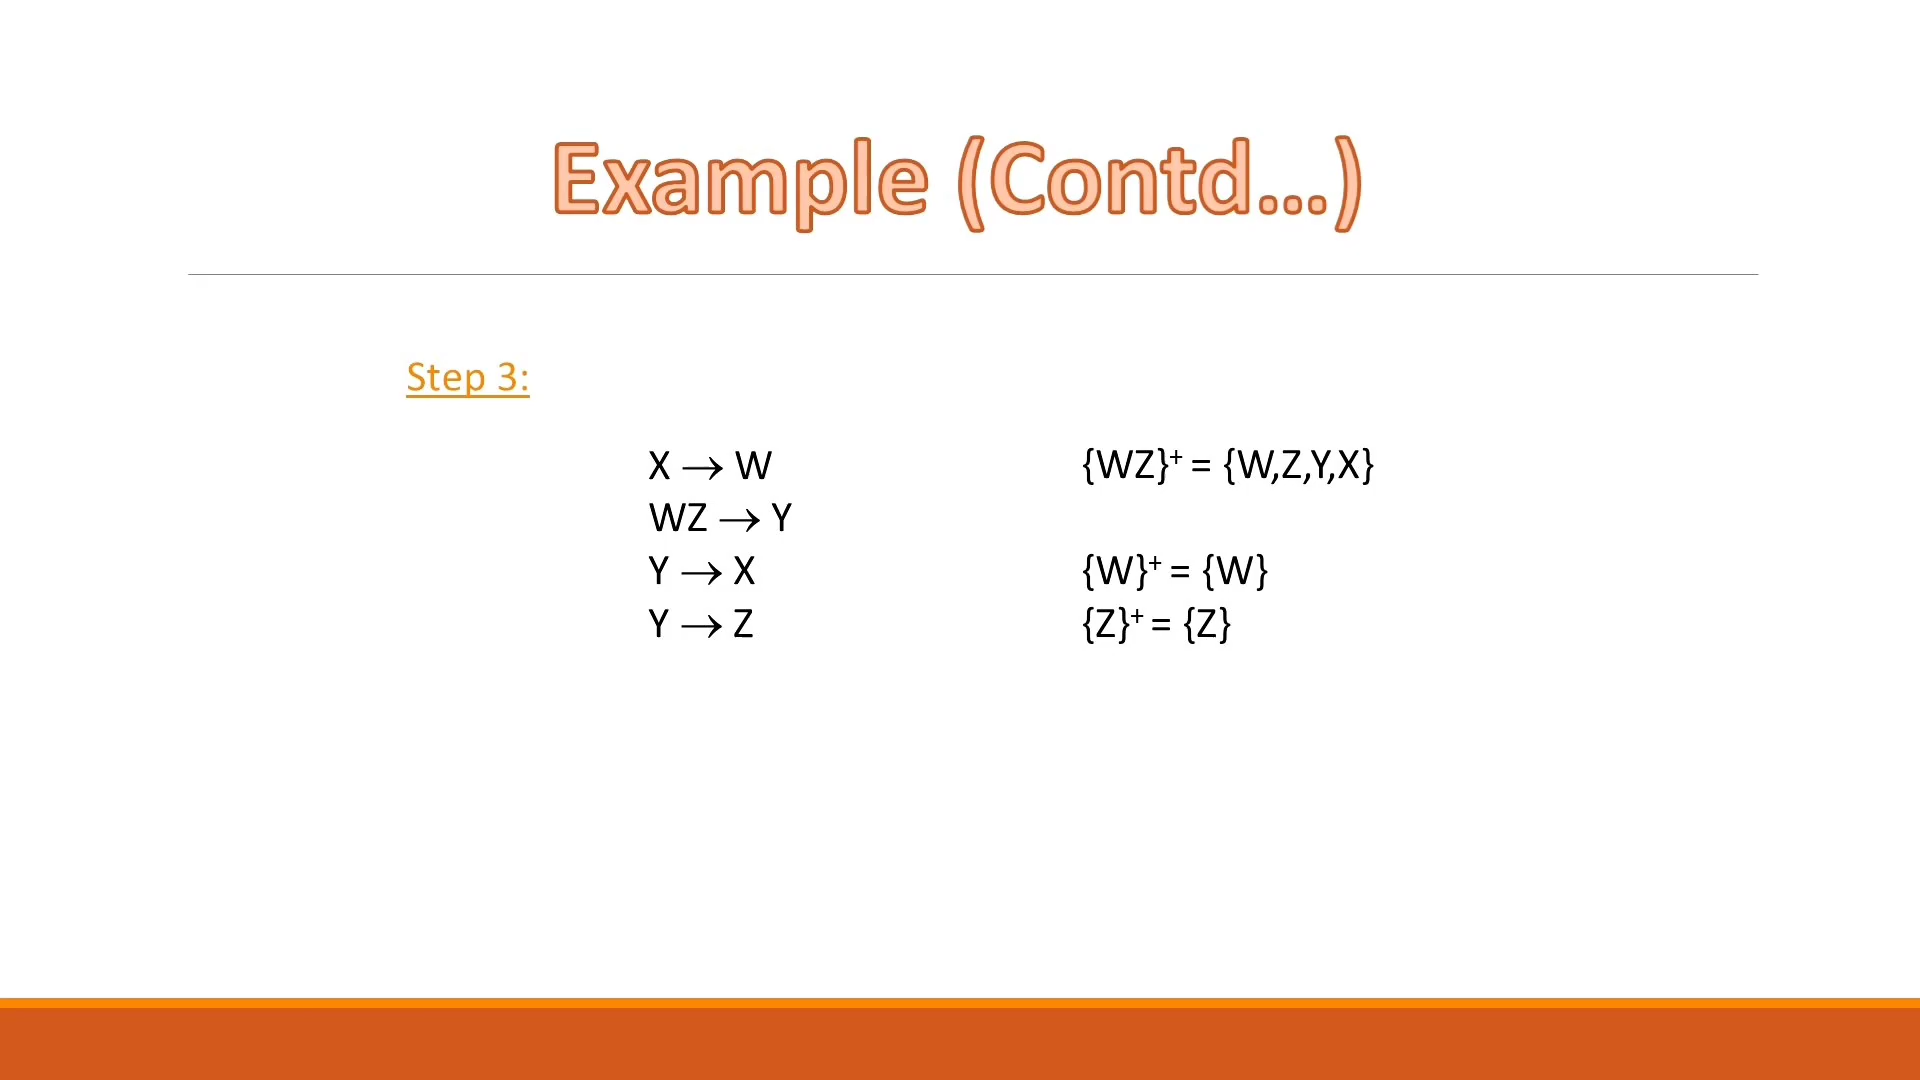 Example (Contd...)
Step 3:
X → W
WZ → Y
Y → X
Y → Z
{WZ}⁺ = {W,Z,Y,X}
{W}⁺ = {W}
{Z}⁺ = {Z}